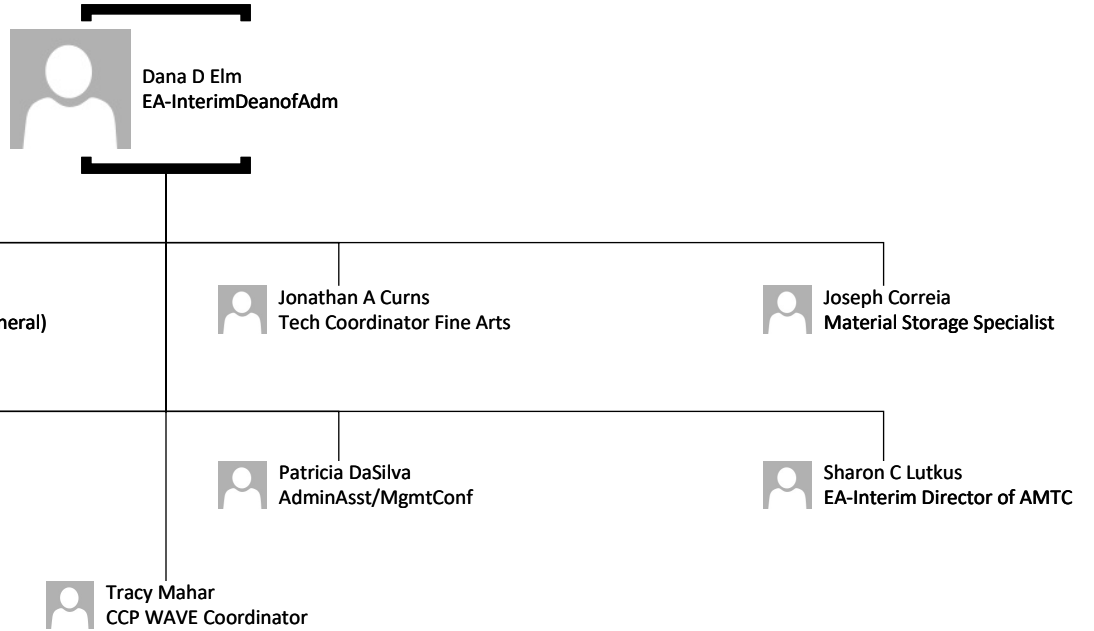 Dana D Elm
EA-InterimDeanofAdm
Jonathan A Curns
Tech Coordinator Fine Arts
Joseph Correia
neral)
Material Storage Specialist
Patricia DaSilva
AdminAsst/MgmtConf
Sharon C Lutkus
EA-Interim Director of AMTC
Tracy Mahar
CCP WAVE Coordinator